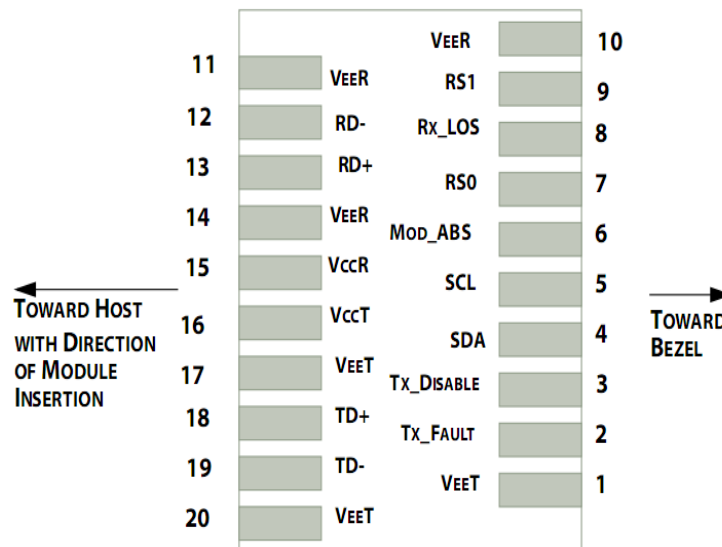 11 VEER
12 RD-
13 RD+
14 VEER
15 VCCR
16 VCCT
17 VEET
18 TD+
19 TD-
20 VEET
VEER 10
RS1 9
RX_LOS 8
RS0 7
MOD_ABS 6
SCL 5
SDA 4
TX_DISABLE 3
TX_FAULT 2
VEET 1
TOWARD HOST
WITH DIRECTION
OF MODULE
INSERTION
TOWARD
BEZEL